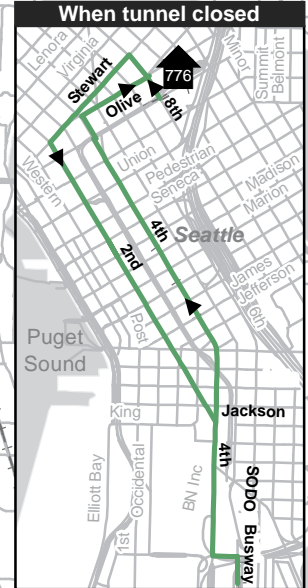 When tunnel closed
Lenora
Virginia
Minor
Summit
Belmont
Stewart
776
Olive
8th
Western
Union
Pedestrian
Seneca
Madison
Marion
4th
Seattle
2nd
James
Jefferson
6th
Post
Puget
Sound
King
Jackson
4th
Elliott Bay
1st
Occidental
BN Inc
SODO Busway